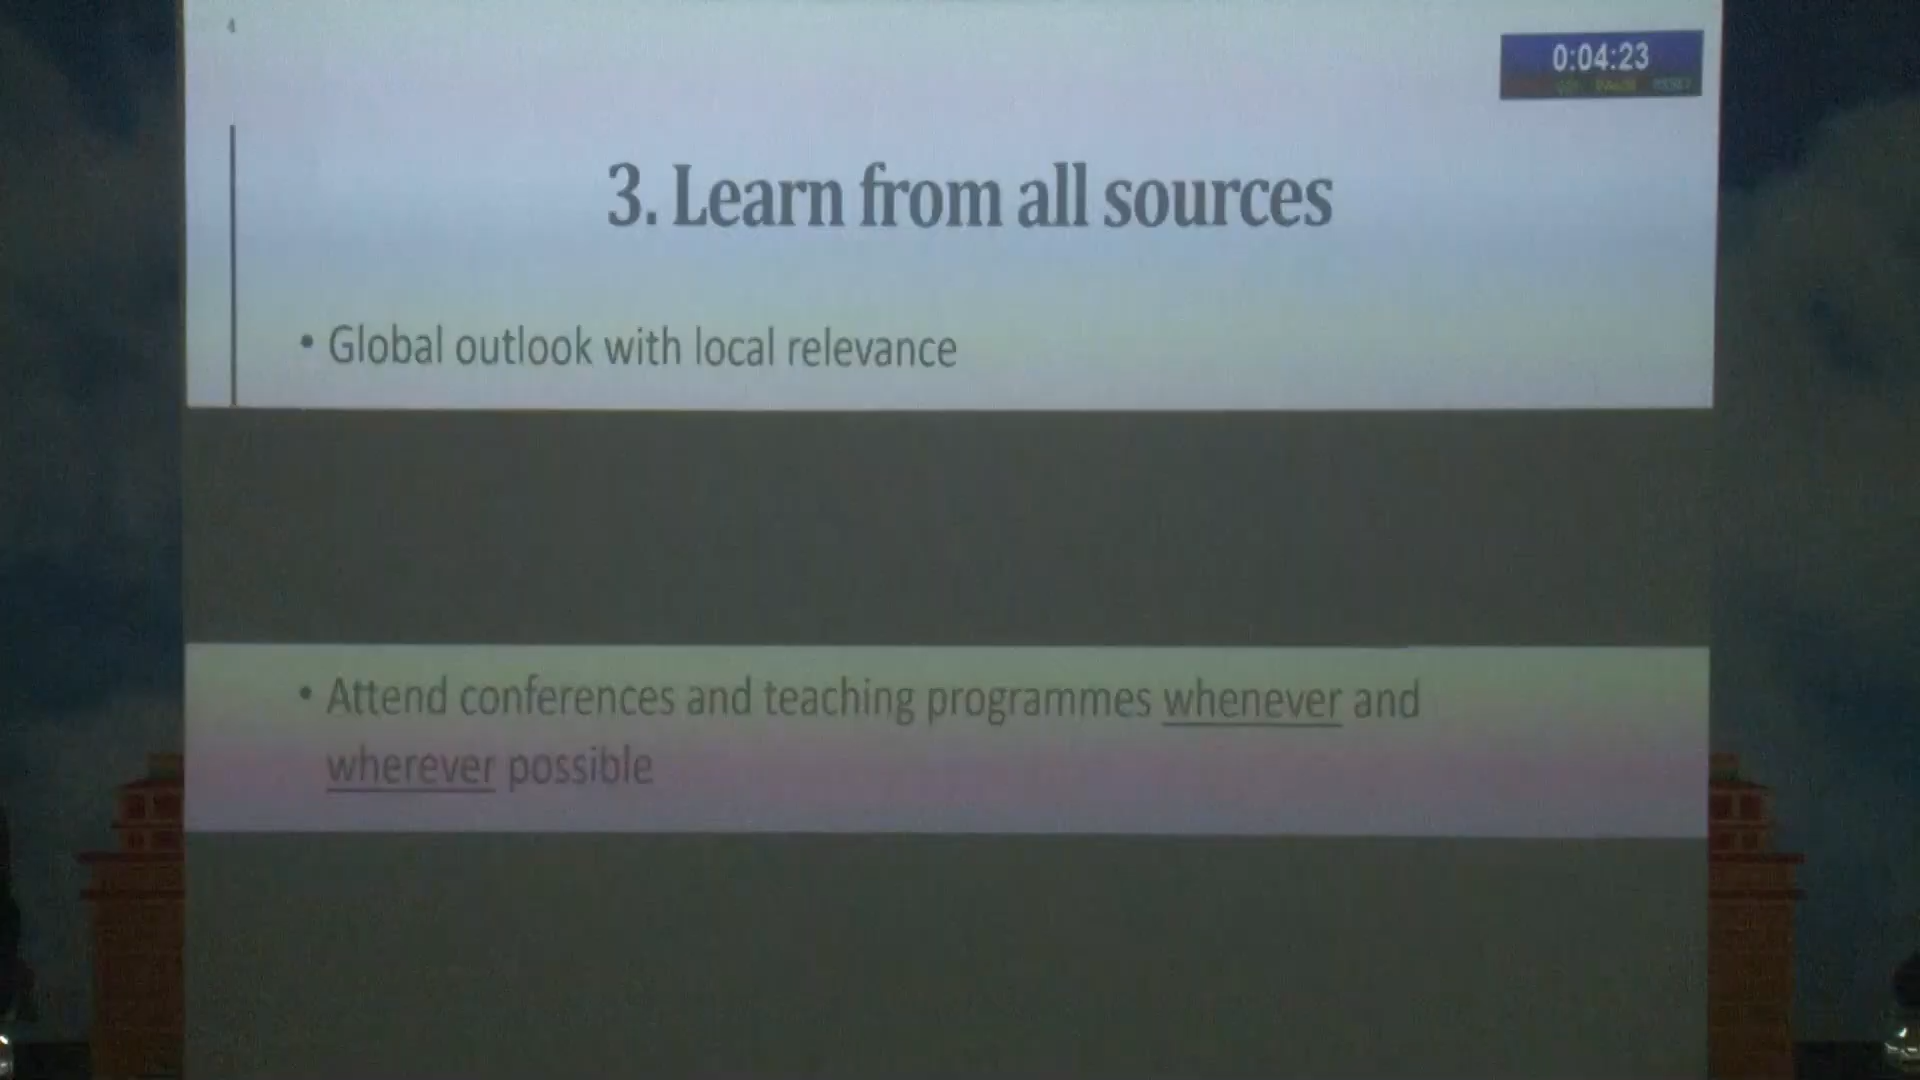 4
0:04:23
3. Learn from all sources
• Global outlook with local relevance
• Attend conferences and teaching programmes whenever and
wherever possible